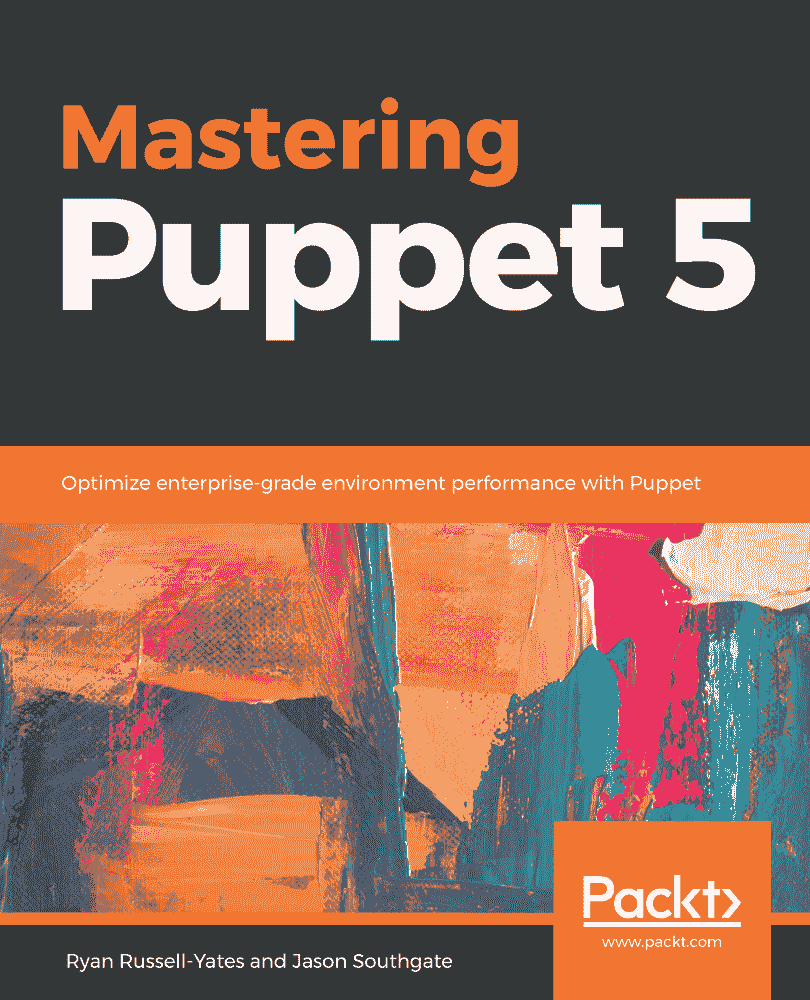 Mastering
Puppet 5
Optimize enterprise-grade environment performance with Puppet
Packt>
www.packt.com
Ryan Russell-Yates and Jason Southgate